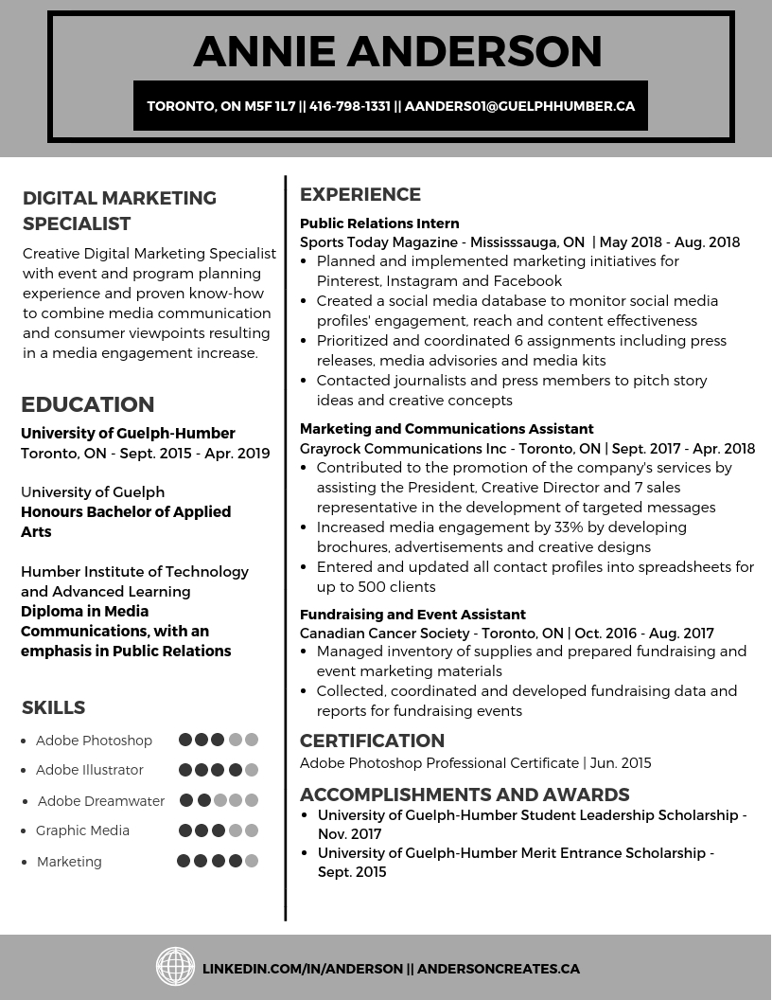 ANNIE ANDERSON
TORONTO, ON M5F 1L7 || 416-798-1331 || AANDERS01@GUELPHHUMBER.CA
DIGITAL MARKETING
SPECIALIST
Creative Digital Marketing Specialist
with event and program planning
experience and proven know-how
to combine media communication
and consumer viewpoints resulting
in a media engagement increase.
EDUCATION
University of Guelph-Humber
Toronto, ON - Sept. 2015 - Apr. 2019
University of Guelph
Honours Bachelor of Applied
Arts
Humber Institute of Technology
and Advanced Learning
Diploma in Media
Communications, with an
emphasis in Public Relations
SKILLS
• Adobe Photoshop
• Adobe Illustrator
• Adobe Dreamwater
• Graphic Media
• Marketing
EXPERIENCE
Public Relations Intern
Sports Today Magazine - Mississsauga, ON | May 2018 - Aug. 2018
• Planned and implemented marketing initiatives for
Pinterest, Instagram and Facebook
• Created a social media database to monitor social media
profiles' engagement, reach and content effectiveness
• Prioritized and coordinated 6 assignments including press
releases, media advisories and media kits
• Contacted journalists and press members to pitch story
ideas and creative concepts
Marketing and Communications Assistant
Grayrock Communications Inc - Toronto, ON | Sept. 2017 - Apr. 2018
• Contributed to the promotion of the company's services by
assisting the President, Creative Director and 7 sales
representative in the development of targeted messages
• Increased media engagement by 33% by developing
brochures, advertisements and creative designs
• Entered and updated all contact profiles into spreadsheets for
up to 500 clients
Fundraising and Event Assistant
Canadian Cancer Society - Toronto, ON | Oct. 2016 - Aug. 2017
• Managed inventory of supplies and prepared fundraising and
event marketing materials
• Collected, coordinated and developed fundraising data and
reports for fundraising events
CERTIFICATION
Adobe Photoshop Professional Certificate | Jun. 2015
ACCOMPLISHMENTS AND AWARDS
• University of Guelph-Humber Student Leadership Scholarship -
Nov. 2017
• University of Guelph-Humber Merit Entrance Scholarship -
Sept. 2015
LINKEDIN.COM/IN/ANDERSON || ANDERSONCREATES.CA